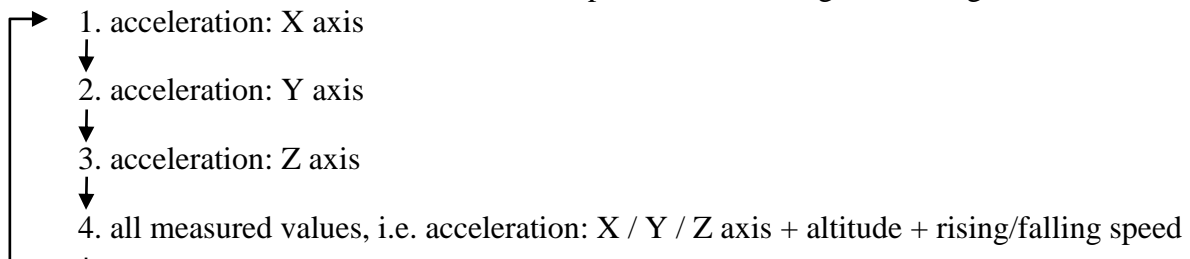 1. acceleration: X axis
2. acceleration: Y axis
3. acceleration: Z axis
4. all measured values, i.e. acceleration: X / Y / Z axis + altitude + rising/falling speed